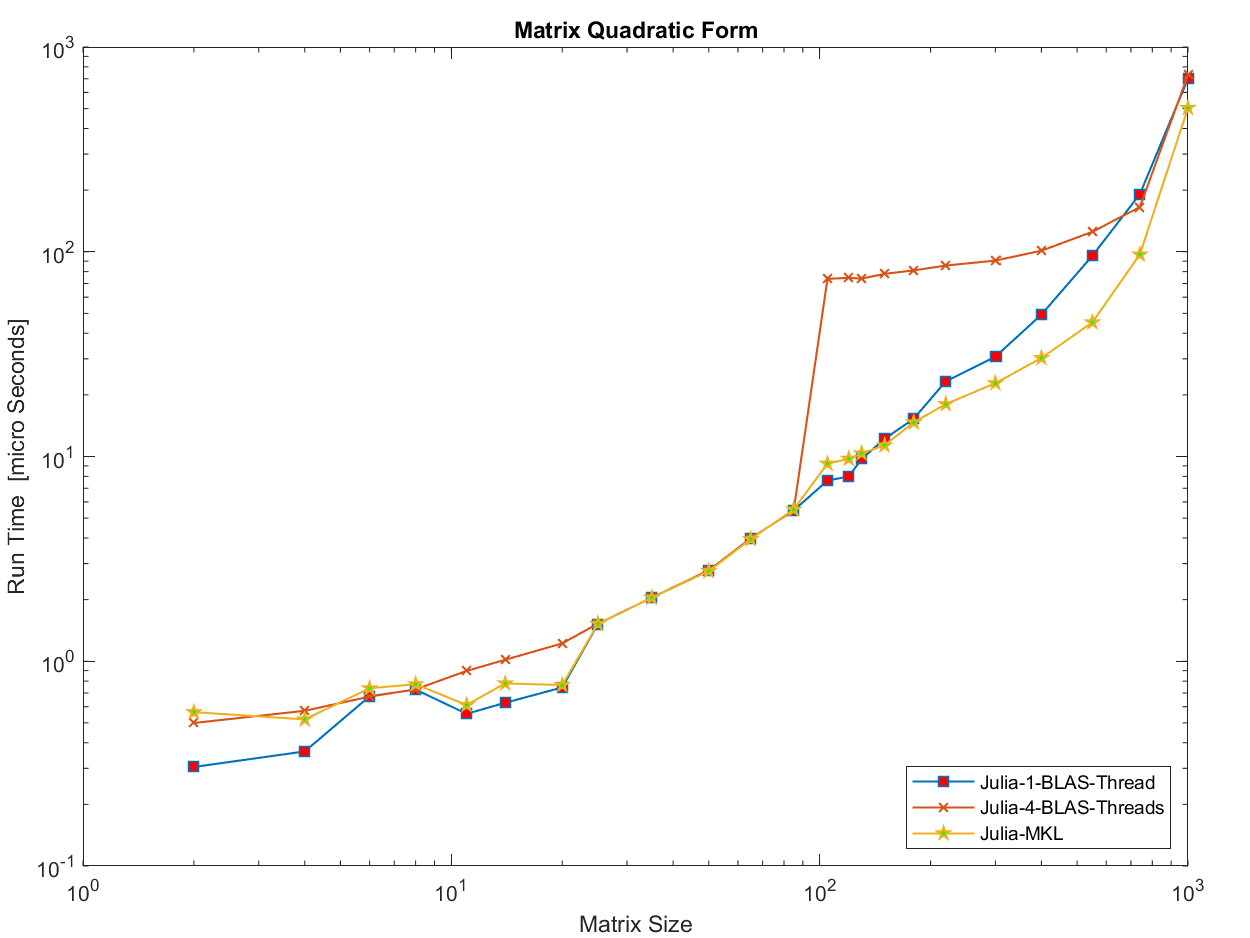 Matrix Quadratic Form
10^3
10^2
10^1
10^0
10^-1
Run Time [micro Seconds]
10^0 10^1 10^2 10^3
Matrix Size
Julia-1-BLAS-Thread
Julia-4-BLAS-Threads
Julia-MKL